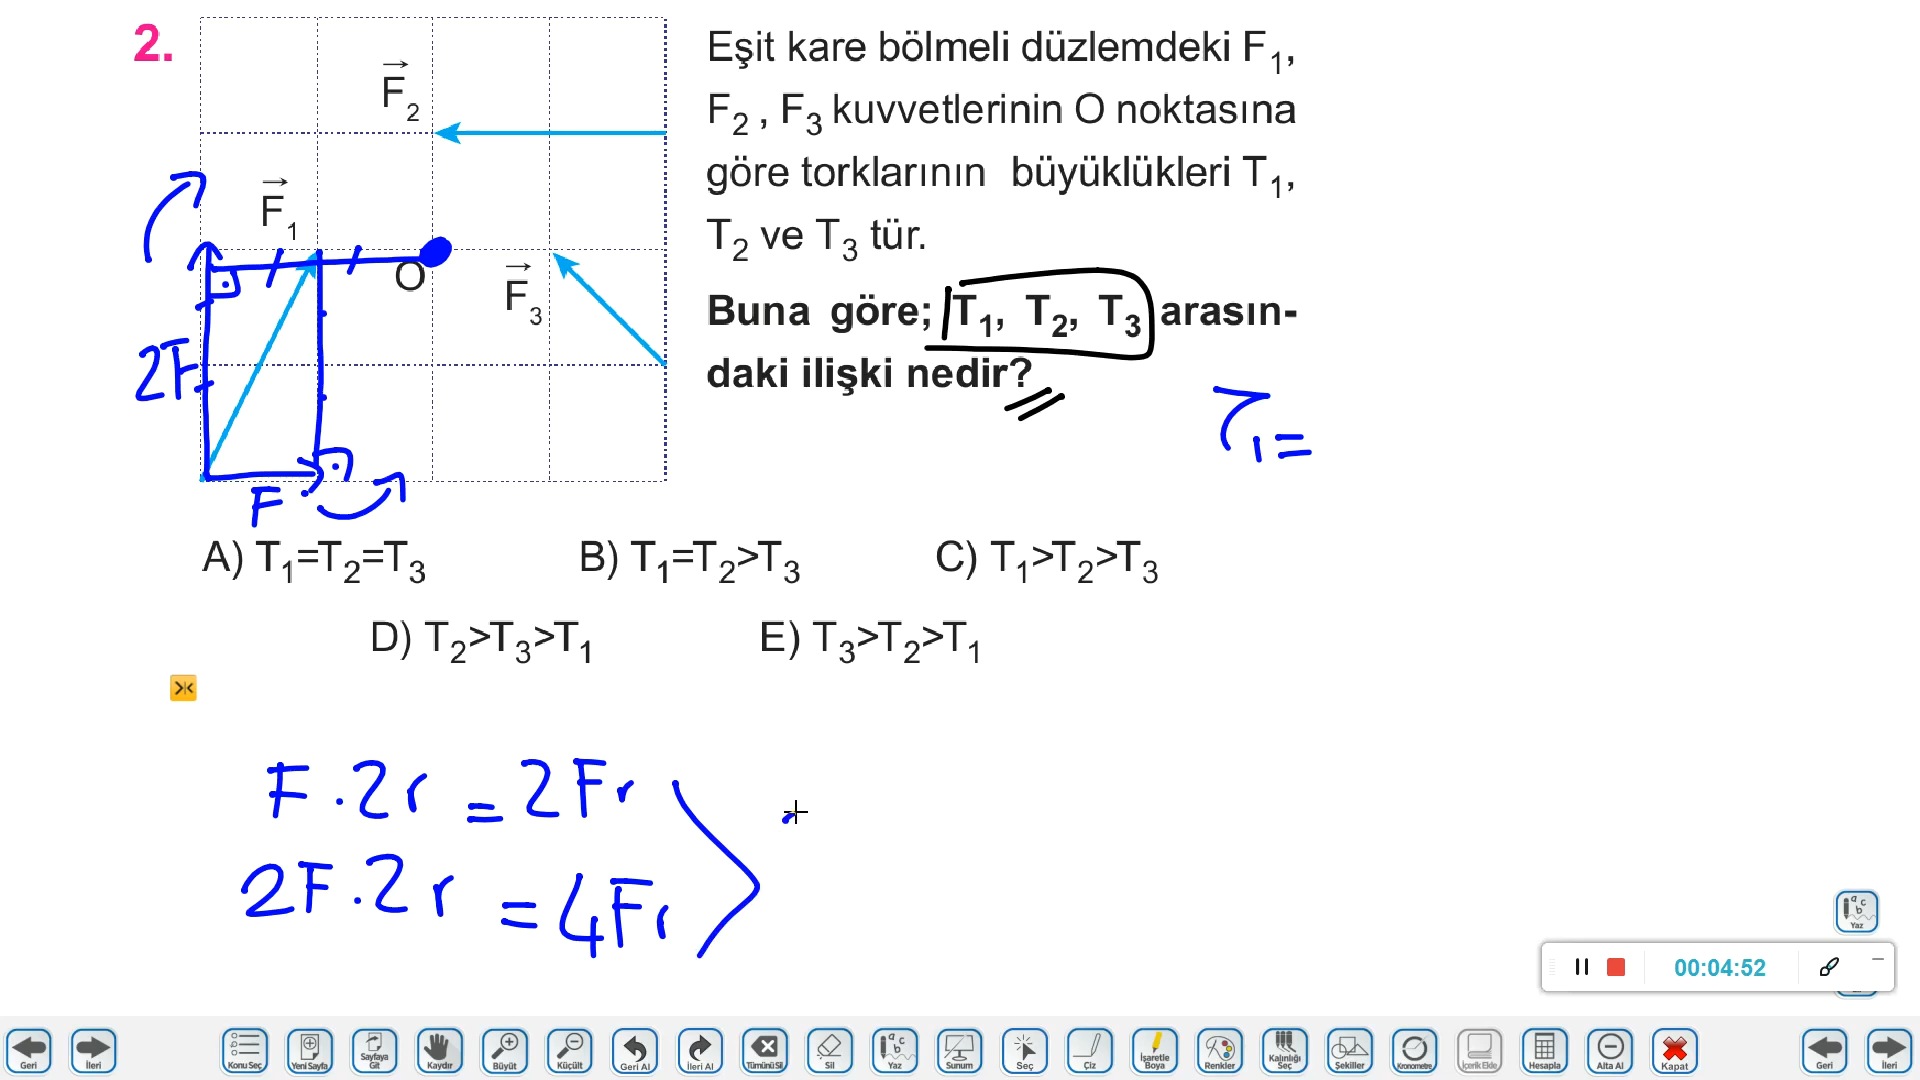 2.
F2
F1
O
F3
2F
F
Eşit kare bölmeli düzlemdeki F1,
F2 , F3 kuvvetlerinin O noktasına
göre torklarının büyüklükleri T1,
T2 ve T3 tür.
Buna göre; T1, T2, T3 arasın-
daki ilişki nedir?
τ1=
A) T1=T2=T3 B) T1=T2>T3 C) T1>T2>T3
D) T2>T3>T1 E) T3>T2>T1
F.2r = 2Fr
2F.2r = 4Fr
Yaz
00:04:52
Geri İleri Konu Seç Yeni Sayfa Sayfaya Git Kaydır Büyüt Küçült Geri Al İleri Al Tümünü Sil Sil Yaz Sunum Seç Çiz İşaretle Boya Renkler Kalınlığı Seç Şekiller Kronometre İçerik Ekle Hesapla Alta Al Kapat Geri İleri